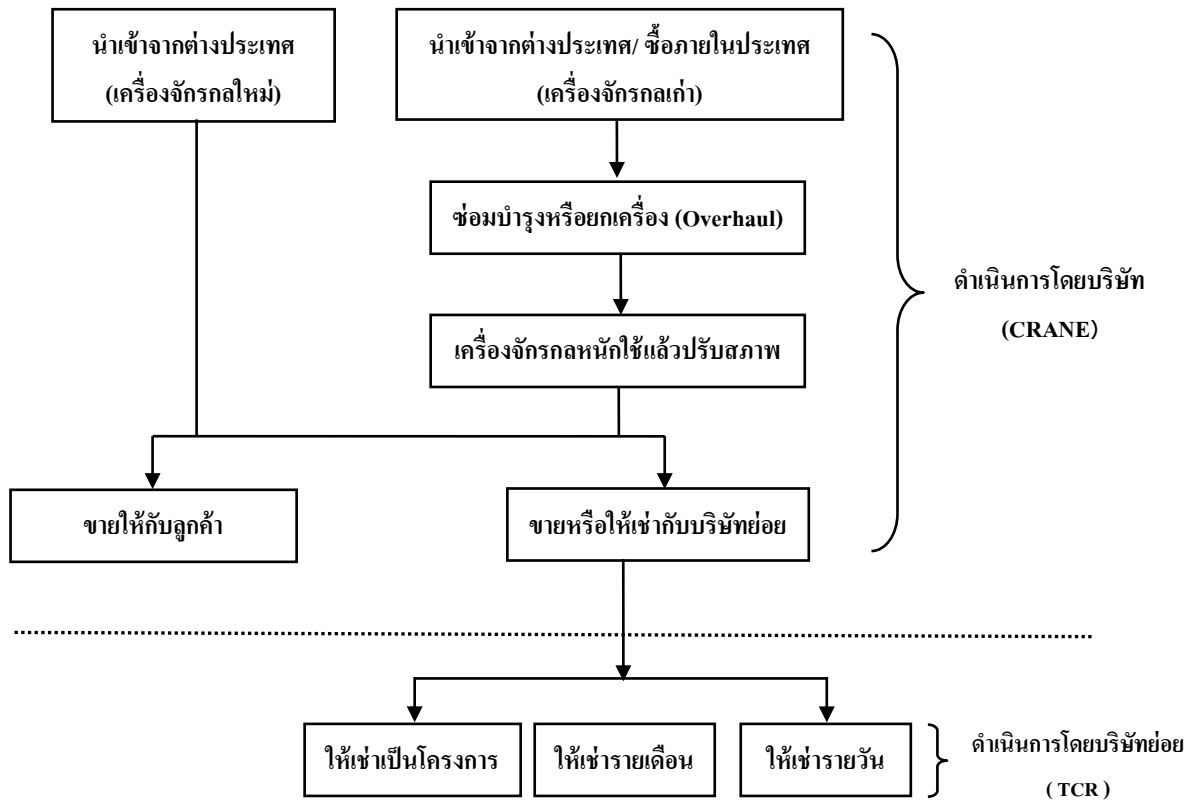 นำเข้าจากต่างประเทศ
(เครื่องจักรกลใหม่)
นำเข้าจากต่างประเทศ/ ซื้อภายในประเทศ
(เครื่องจักรกลเก่า)
ซ่อมบำรุงหรือยกเครื่อง (Overhaul)
เครื่องจักรกลหนักใช้แล้วปรับสภาพ
ดำเนินการโดยบริษัท
(CRANE)
ขายให้กับลูกค้า
ขายหรือให้เช่ากับบริษัทย่อย
ให้เช่าเป็นโครงการ
ให้เช่ารายเดือน
ให้เช่ารายวัน
ดำเนินการโดยบริษัทย่อย
( TCR )